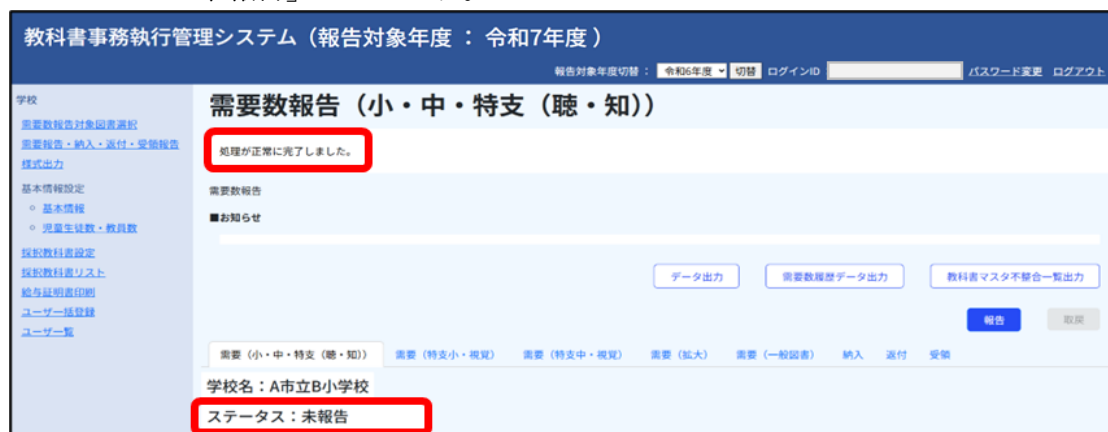 教科書事務執行管理システム（報告対象年度 ： 令和7年度 ）
報告対象年度切替： 令和6年度 切替 ログインID パスワード変更 ログアウト
学校
需要数報告対象図書選択
需要報告・納入・返付・受領報告
様式出力
基本情報設定
基本情報
児童生徒数・教員数
採択教科書設定
採択教科書リスト
給与証明書印刷
ユーザー括登録
ユーザ一覧
需要数報告（小・中・特支（聴・知））
処理が正常に完了しました。
需要数報告
■お知らせ
データ出力 需要数履歴データ出力 教科書マスタ不整合一覧出力
報告 取戻
需要（小・中・特支（聴・知）） 需要（特支小・視覚） 需要（特支中・視覚） 需要（拡大） 需要（一般図書） 納入 返付 受領
学校名：A市立B小学校
ステータス：未報告